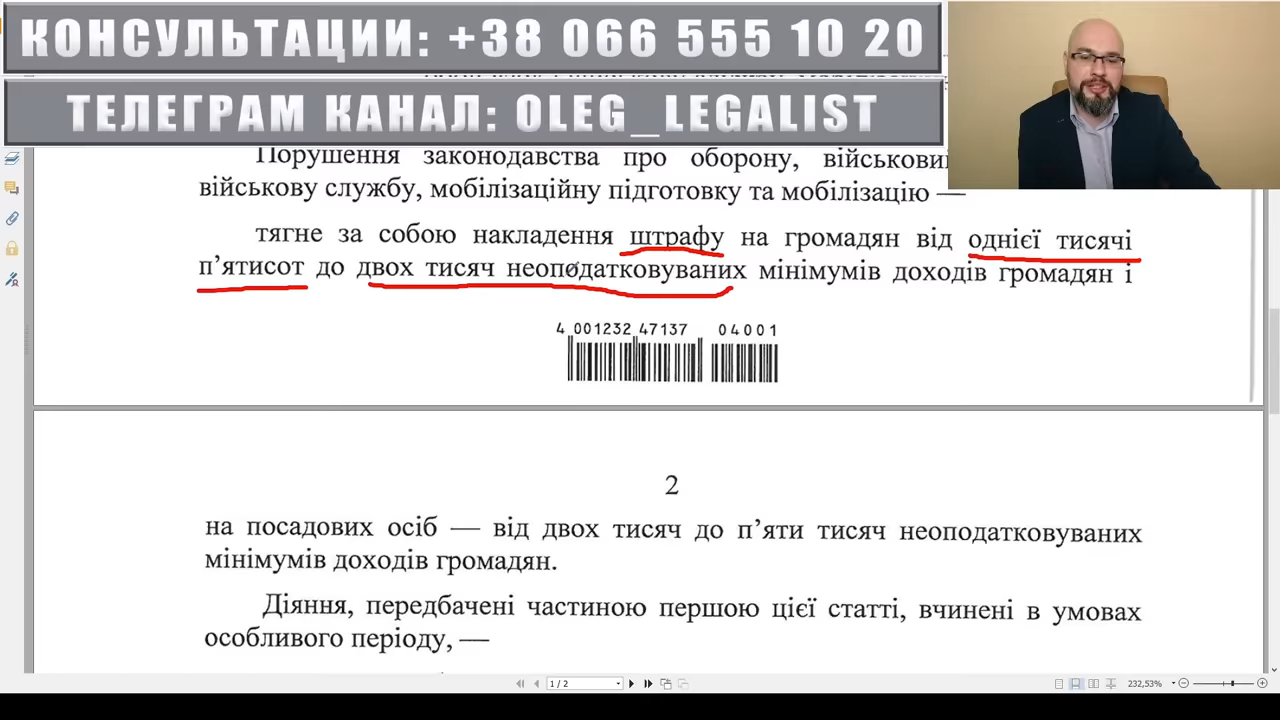 КОНСУЛЬТАЦИИ: +38 066 555 10 20
ТЕЛЕГРАМ КАНАЛ: OLEG_LEGALIST
Порушення законодавства про оборону,
військову службу, мобілізаційну підготовку та мобілізацію —
тягне за собою накладення штрафу на громадян від однієї тисячі
п’ятисот до двох тисяч неоподатковуваних мінімумів доходів громадян і
4 001232 47137 04001
2
на посадових осіб — від двох тисяч до п’яти тисяч неоподатковуваних
мінімумів доходів громадян.
Діяння, передбачені частиною першою цієї статті, вчинені в умовах
особливого періоду, —
1 / 2
232,53%